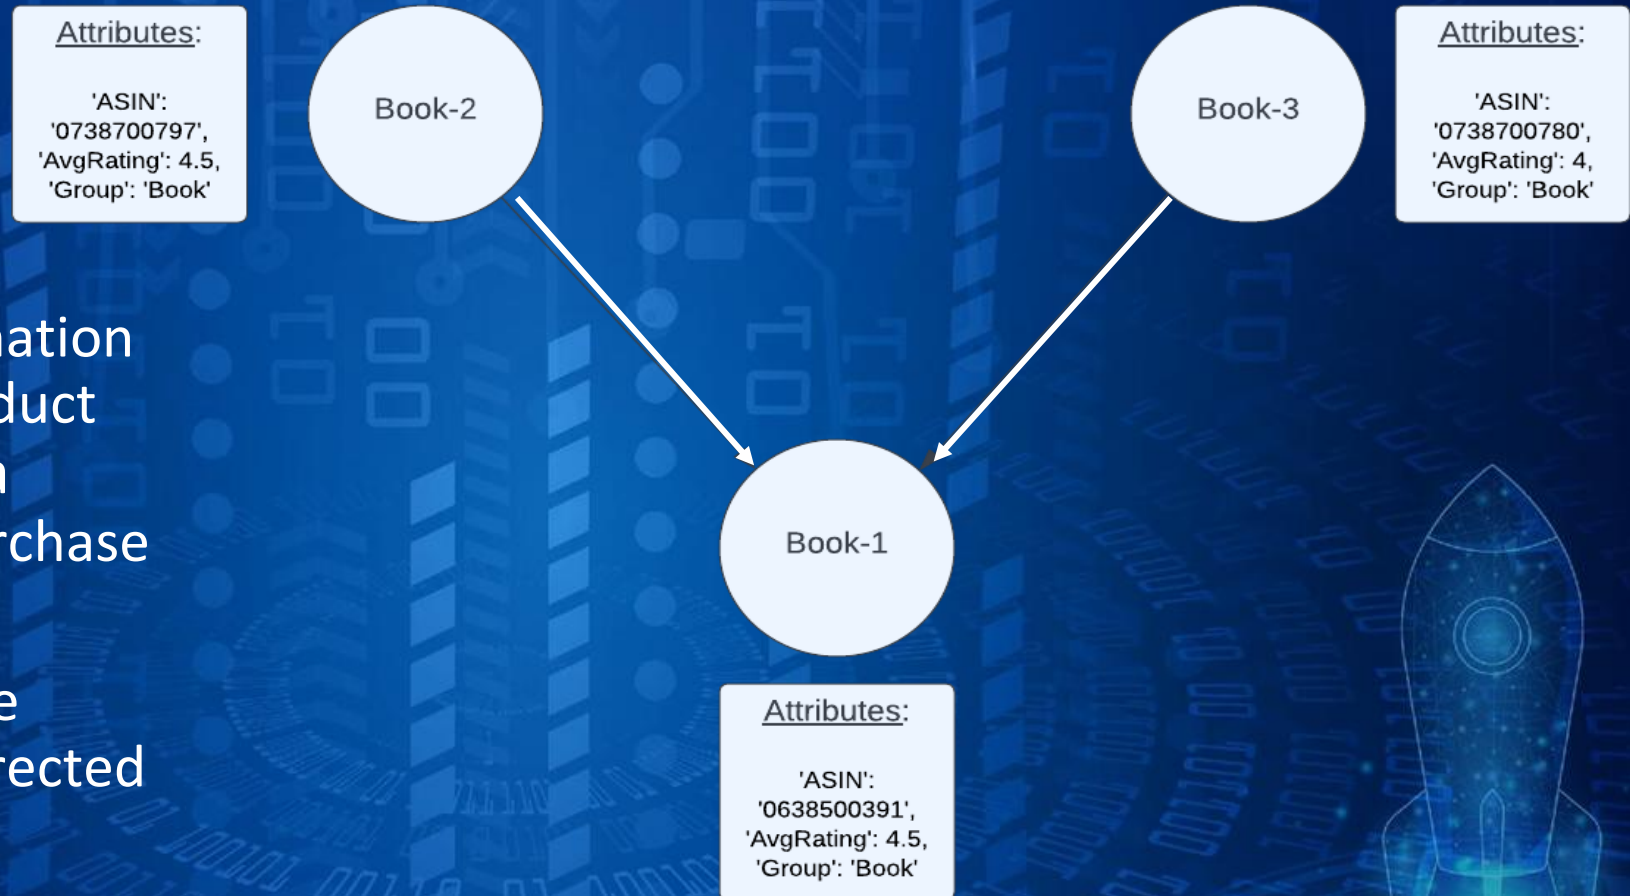 Attributes:
'ASIN':
'0738700797',
'AvgRating': 4.5,
'Group': 'Book'
Book-2
Book-3
Attributes:
'ASIN':
'0738700780',
'AvgRating': 4,
'Group': 'Book'
ation
duct
a
rchase
e
rected
Book-1
Attributes:
'ASIN':
'0638500391',
'AvgRating': 4.5,
'Group': 'Book'